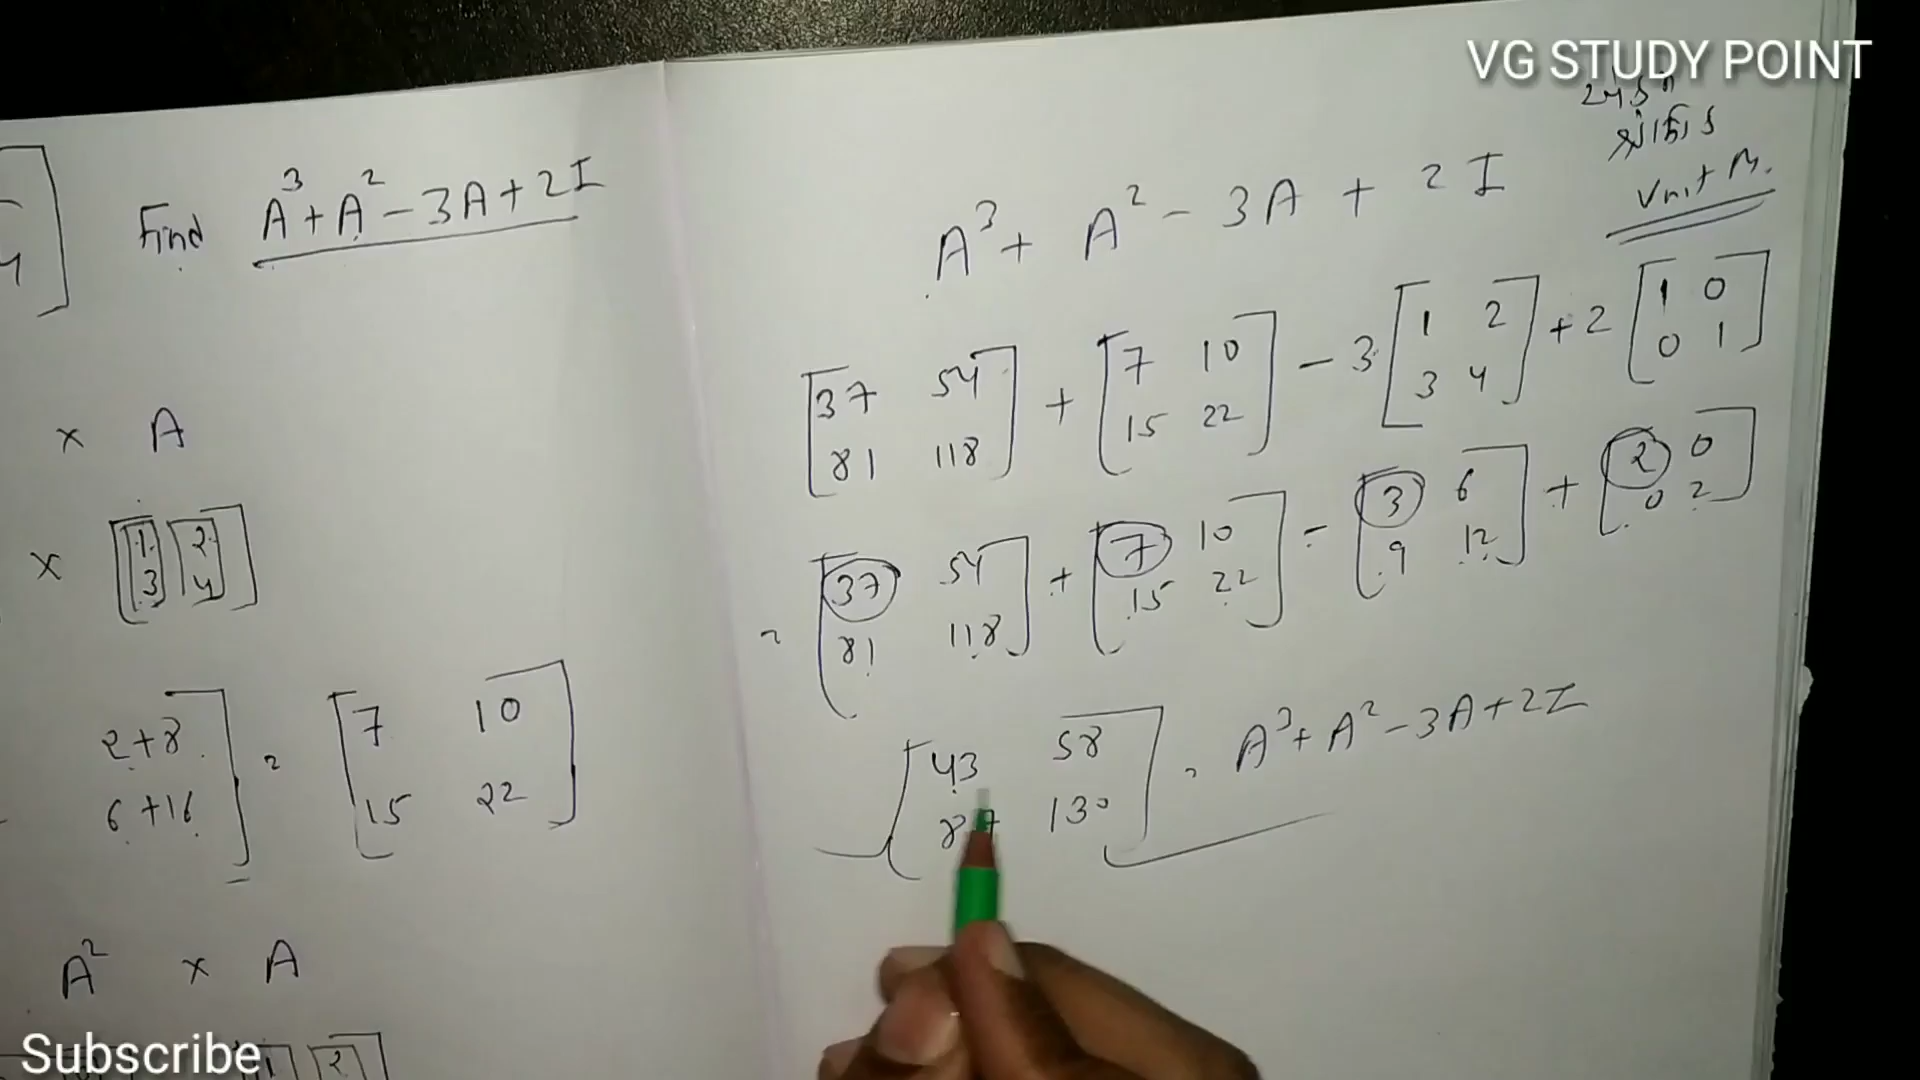 VG STUDY POINT
Unit M.
4
Find A³+A²-3A+2I
x A
x [1 2
3 4]
2+8
6+16] = [7 10
15 22]
A² x A
1 2
A³ + A² - 3A + 2I
[37 54
81 118] + [7 10
15 22] - 3 [1 2
3 4] + 2 [1 0
0 1]
= [37 54
81 118] + [7 10
15 22] - [3 6
9 12] + [2 0
0 2]
[43 58
87 130] = A³+A²-3A+2I
Subscribe